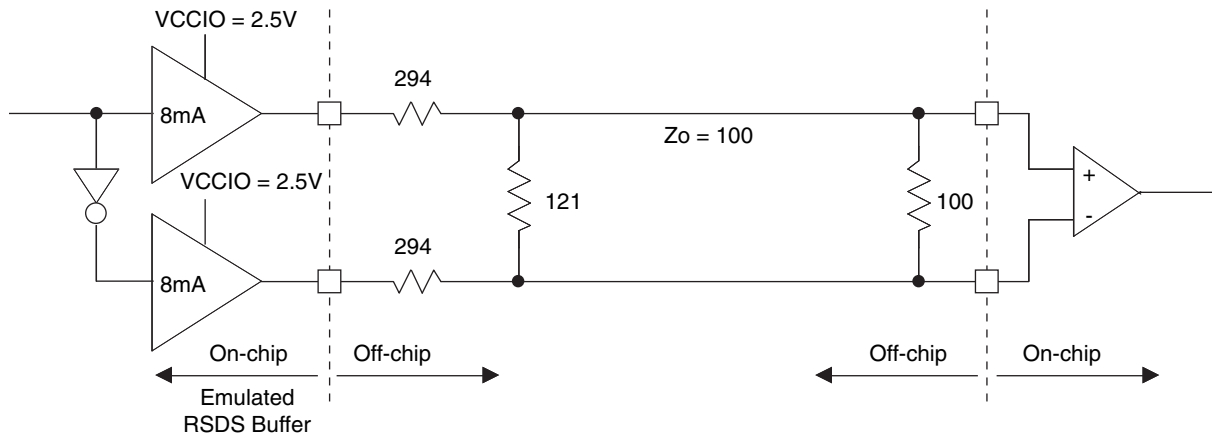 VCCIO = 2.5V
294
8mA
Zo = 100
VCCIO = 2.5V
121
100
+
-
294
8mA
On-chip
Off-chip
Off-chip
On-chip
Emulated
RSDS Buffer